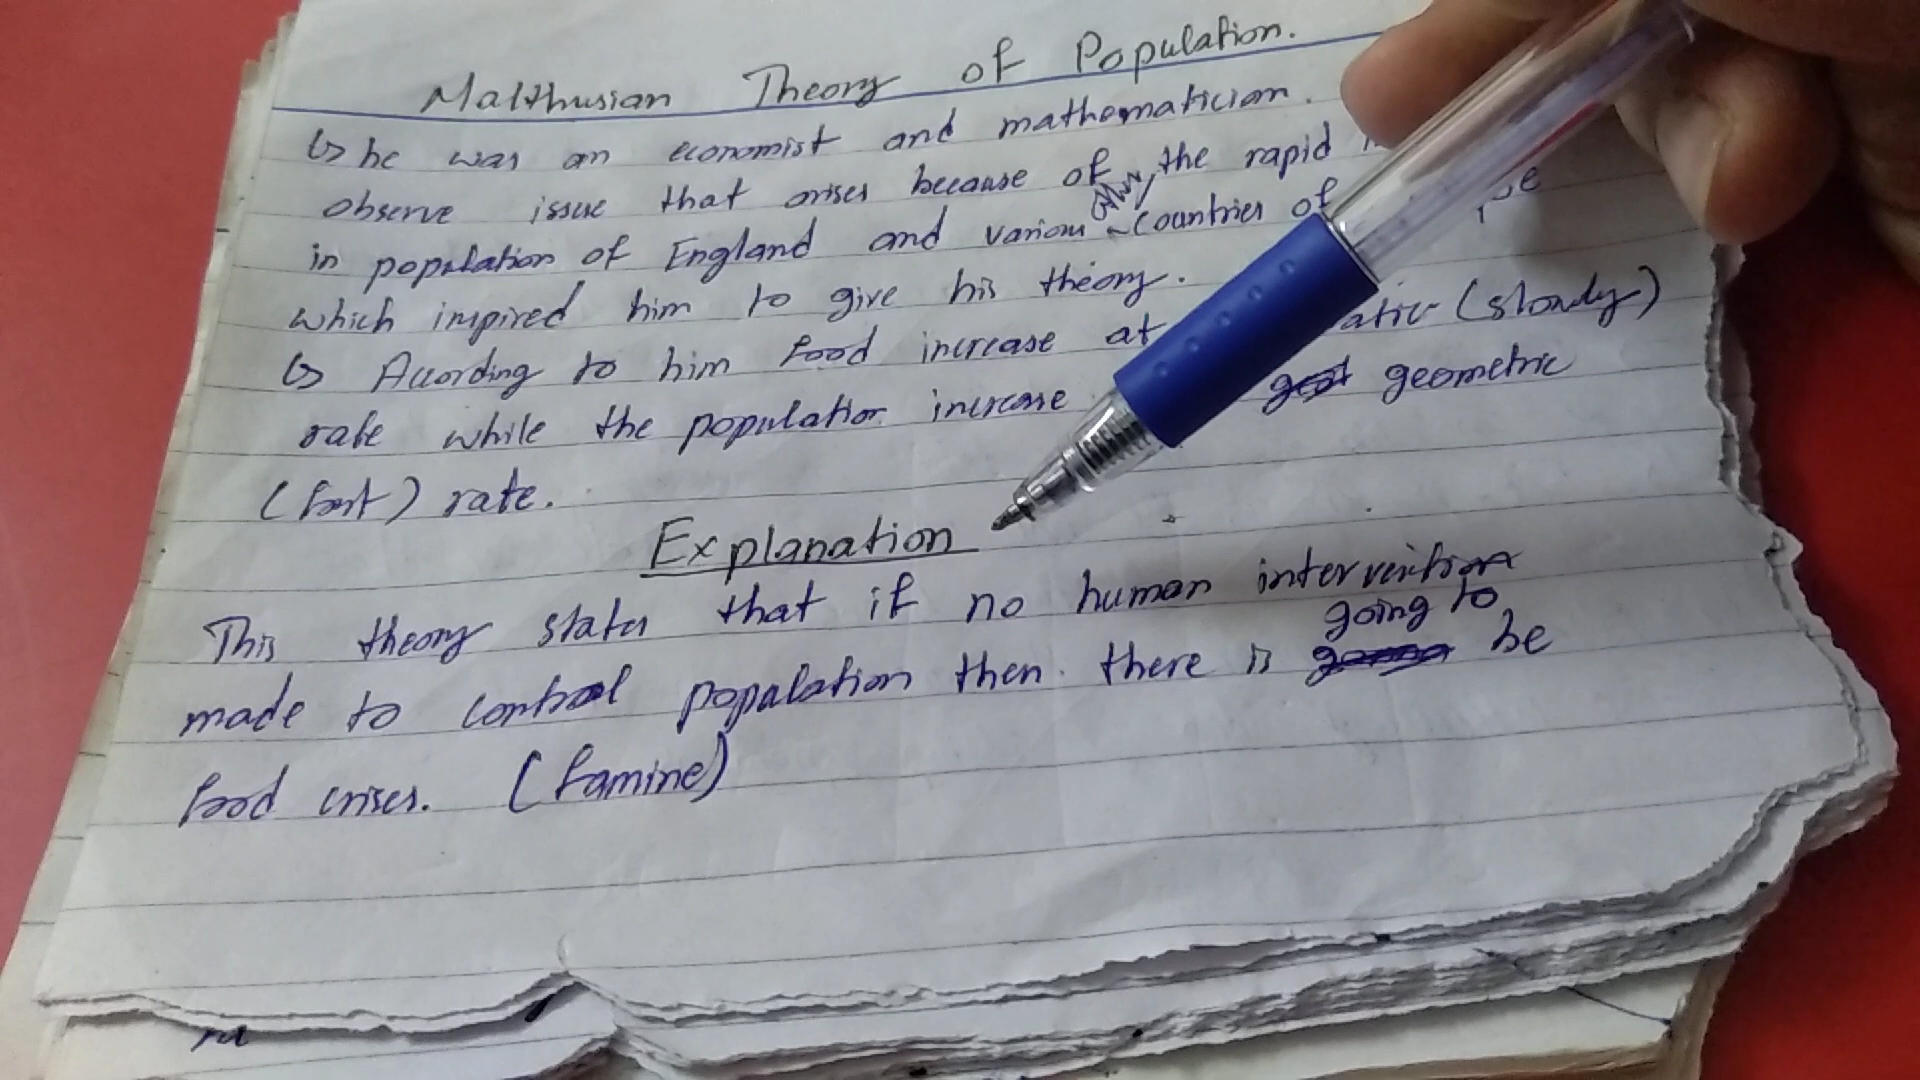 Malthusian Theory of Population.
↳ he was an economist and mathematician.
observe issue that arises because of the rapid
in population of England and various countries of
which inspired him to give his theory.
↳ According to him food increase at (slowly)
rate while the population increase geometric
(fast) rate.
Explanation
This theory states that if no human intervention
going to
made to control population then there is be
food crises. (famine)